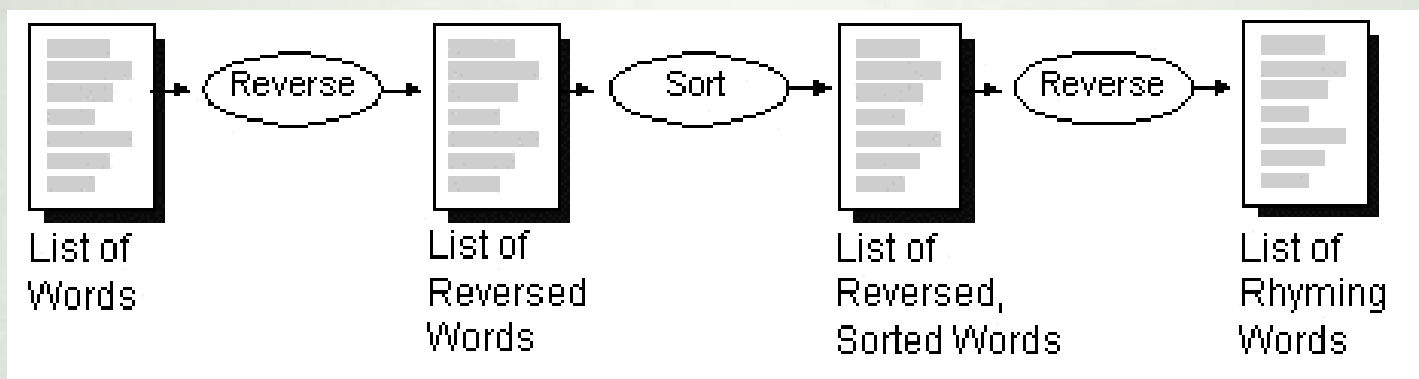 Reverse
Sort
Reverse
List of
Words
List of
Reversed
Words
List of
Reversed,
Sorted Words
List of
Rhyming
Words